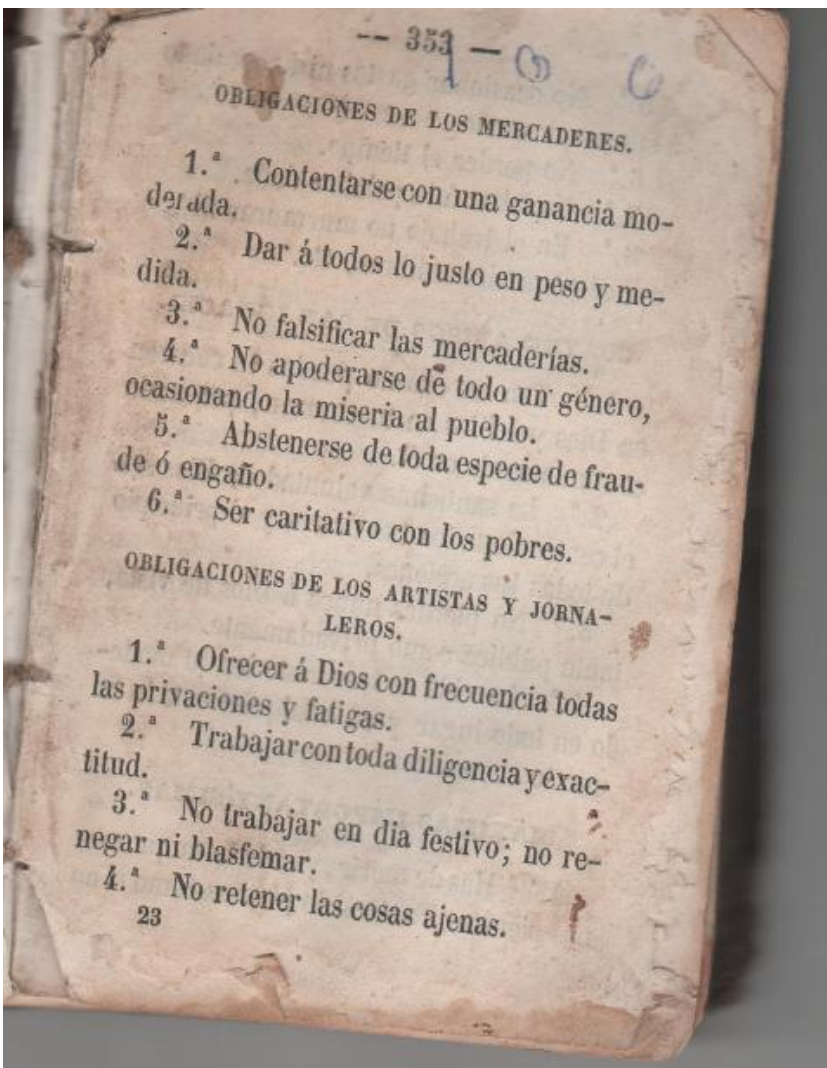 -- 353 --
OBLIGACIONES DE LOS MERCADERES.
1.ª Contentarse con una ganancia mo-
derada.
2.ª Dar á todos lo justo en peso y me-
dida.
3.ª No falsificar las mercaderías.
4.ª No apoderarse de todo un género,
ocasionando la miseria al pueblo.
5.ª Abstenerse de toda especie de frau-
de ó engaño.
6.ª Ser caritativo con los pobres.
OBLIGACIONES DE LOS ARTISTAS Y JORNA-
LEROS.
1.ª Ofrecer á Dios con frecuencia todas
las privaciones y fatigas.
2.ª Trabajar con toda diligencia y exac-
titud.
3.ª No trabajar en dia festivo; no re-
negar ni blasfemar.
4.ª No retener las cosas ajenas.
23